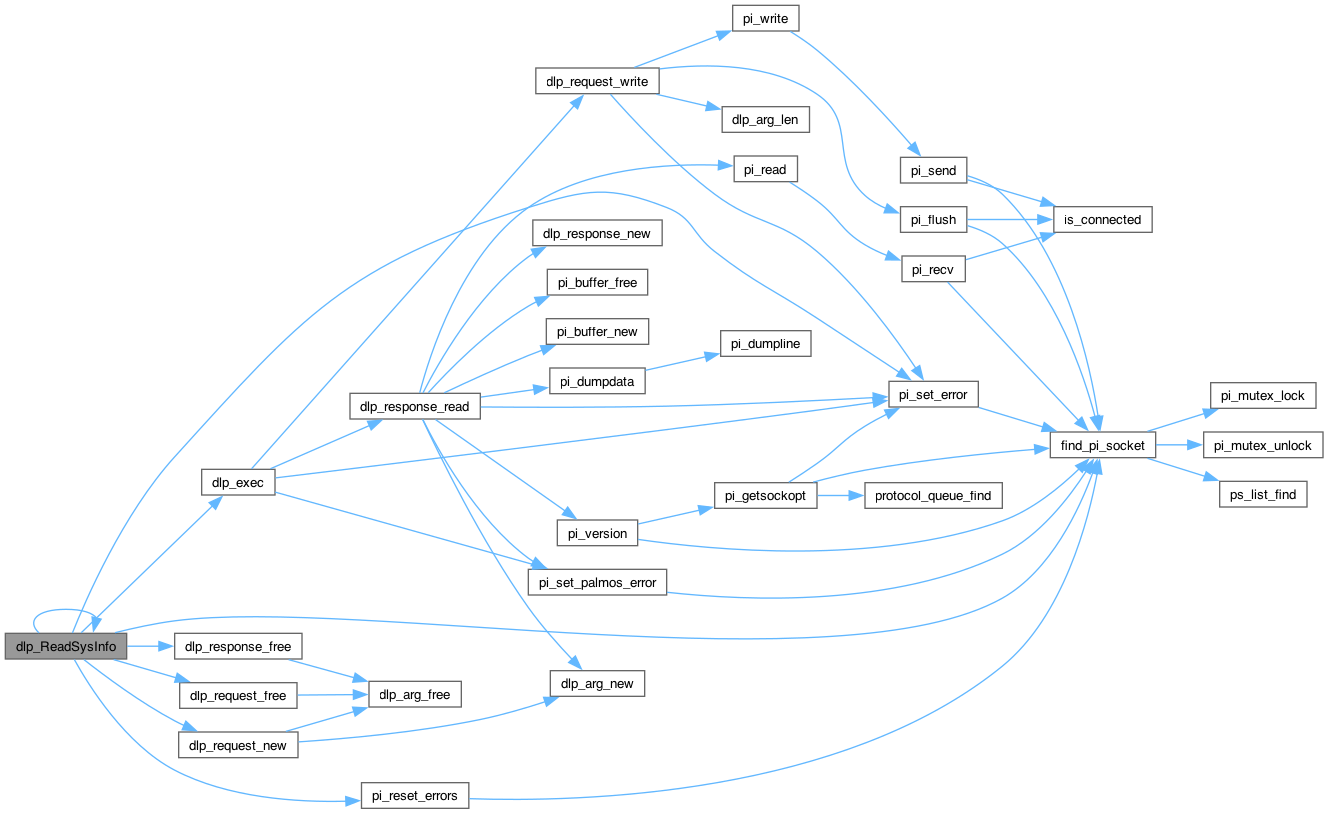 pi_write
dlp_request_write
dlp_arg_len
pi_read
pi_send
pi_flush
is_connected
dlp_response_new
pi_recv
pi_buffer_free
pi_buffer_new
pi_dumpline
pi_dumpdata
pi_set_error
pi_mutex_lock
dlp_response_read
find_pi_socket
pi_mutex_unlock
dlp_exec
pi_getsockopt
protocol_queue_find
ps_list_find
pi_version
pi_set_palmos_error
dlp_ReadSysInfo
dlp_response_free
dlp_request_free
dlp_arg_free
dlp_arg_new
dlp_request_new
pi_reset_errors